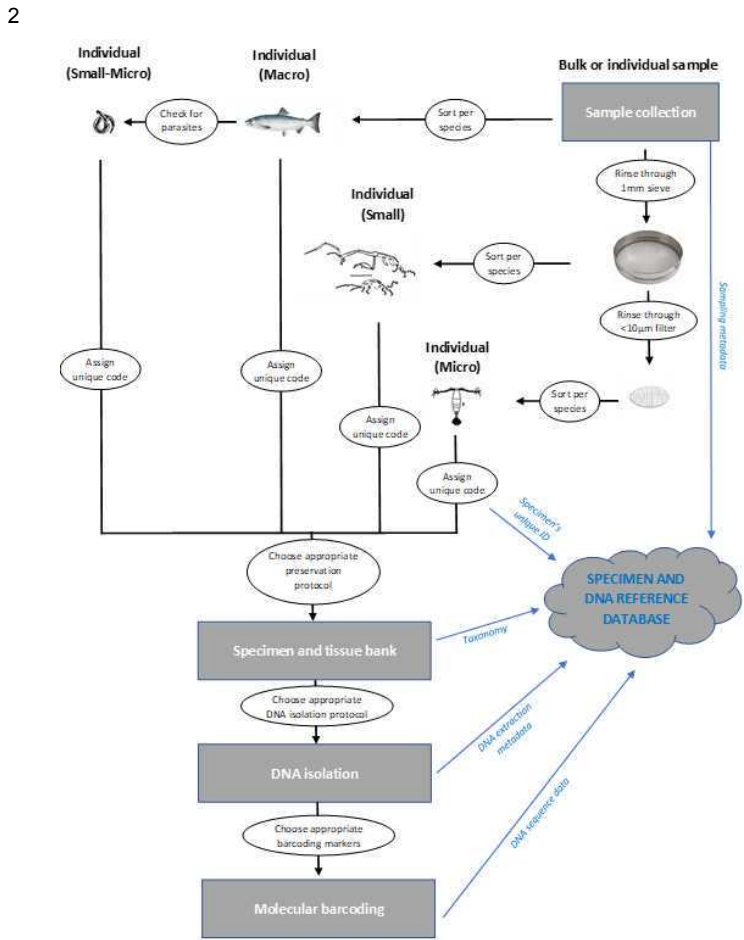 2
Individual
(Small-Micro)
Individual
(Macro)
Bulk or individual sample
Check for
parasites
Sort per
species
Sample collection
Rinse through
1mm sieve
Individual
(Small)
Sort per
species
Sampling metadata
Rinse through
<10µm filter
Individual
(Micro)
Assign
unique code
Assign
unique code
Sort per
species
Assign
unique code
Assign
unique code
Specimen's
unique ID
Choose appropriate
preservation
protocol
SPECIMEN AND
DNA REFERENCE
DATABASE
Specimen and tissue bank
Taxonomy
Choose appropriate
DNA isolation protocol
DNA extraction
metadata
DNA isolation
DNA sequence data
Choose appropriate
barcoding markers
Molecular barcoding